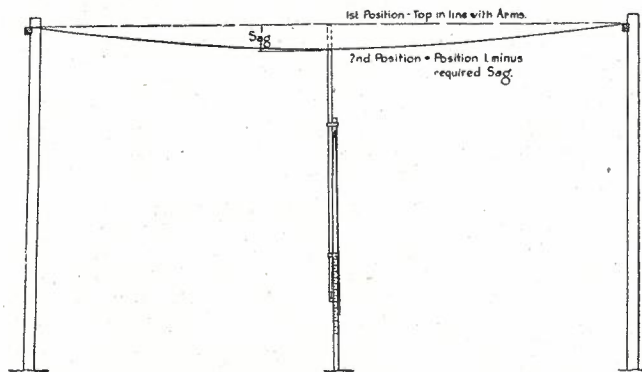 1st Position - Top in line with Arms.
Sag
2nd Position = Position 1 minus
required Sag.